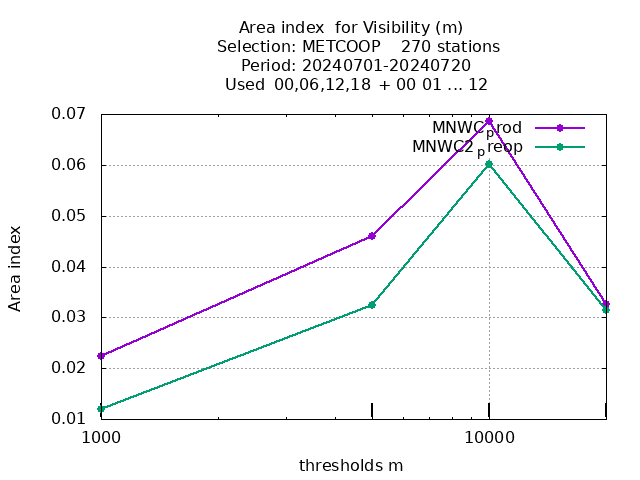 Area index  for Visibility (m)
Selection: METCOOP    270 stations
Period: 20240701-20240720
Used  00,06,12,18  + 00 01 ... 12
0.07
MNWC_prod
MNWC2_preop
0.06
0.05
0.04
0.03
0.02
0.01
Area index
1000
10000
thresholds m